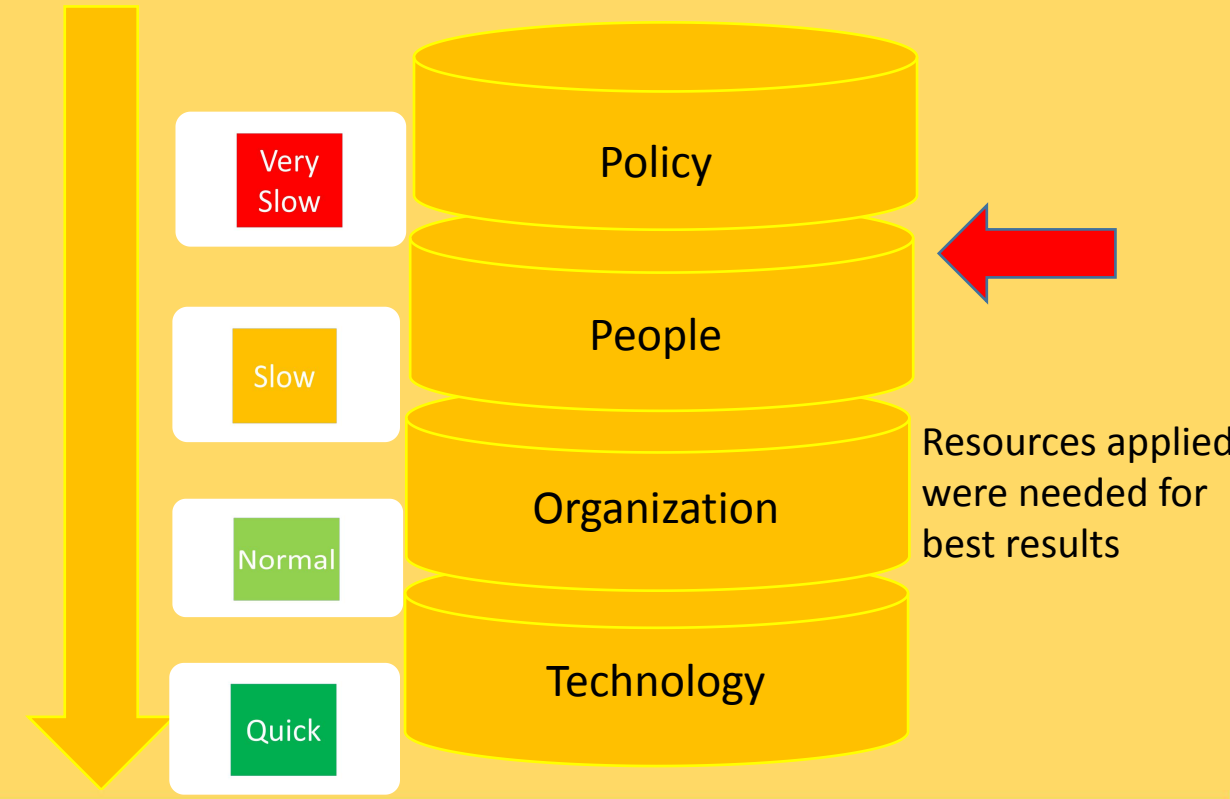 Very
Slow
Policy
Slow
People
Normal
Organization
Resources applied
were needed for
best results
Quick
Technology